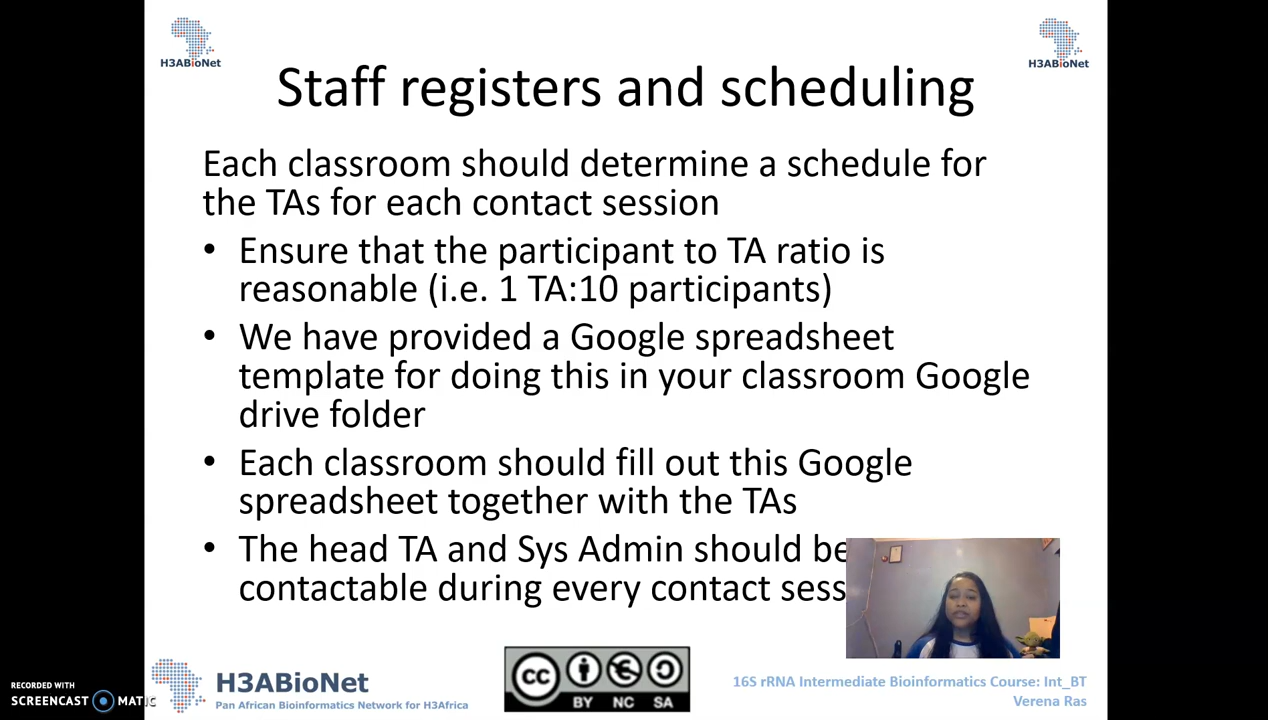 H3ABioNet
H3ABioNet
Staff registers and scheduling
Each classroom should determine a schedule for
the TAs for each contact session
• Ensure that the participant to TA ratio is
reasonable (i.e. 1 TA:10 participants)
• We have provided a Google spreadsheet
template for doing this in your classroom Google
drive folder
• Each classroom should fill out this Google
spreadsheet together with the TAs
• The head TA and Sys Admin should be
contactable during every contact sess
H3ABioNet
Pan African Bioinformatics Network for H3Africa
cc
BY NC SA
16S rRNA Intermediate Bioinformatics Course: Int_BT
Verena Ras
RECORDED WITH
SCREENCAST MATIC